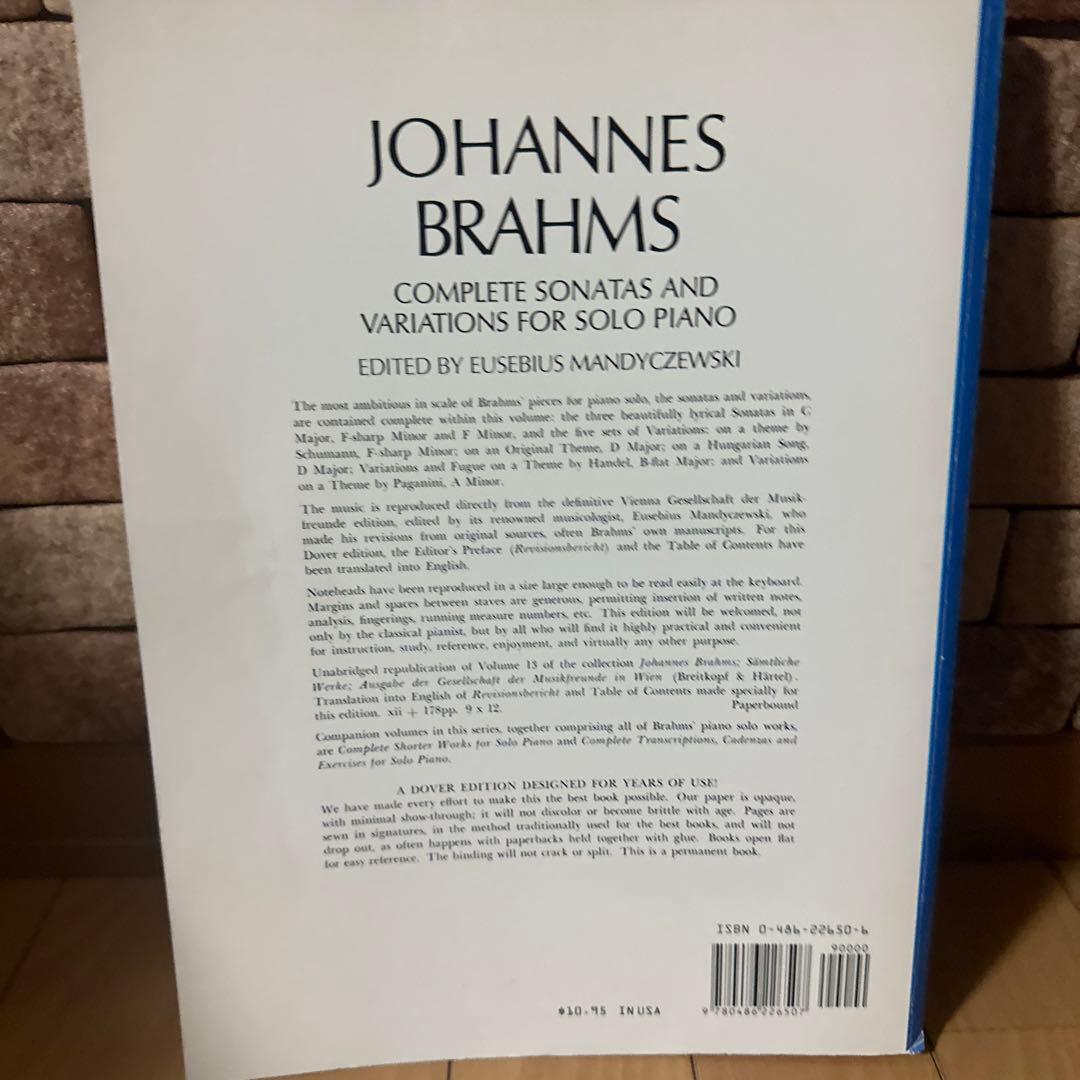 JOHANNES
BRAHMS
COMPLETE SONATAS AND
VARIATIONS FOR SOLO PIANO
EDITED BY EUSEBIUS MANDYCZEWSKI
The most ambitious in scale of Brahms' pieces for piano solo, the sonatas and variations,
are contained complete within this volume: the three beautifully lyrical Sonatas in C
Major, F-sharp Minor and F Minor, and the five sets of Variations: on a theme by
Schumann, F-sharp Minor; on an Original Theme, D Major; on a Hungarian Song,
D Major; Variations and Fugue on a Theme by Handel, B-flat Major; and Variations
on a Theme by Paganini, A Minor.
The music is reproduced directly from the definitive Vienna Gesellschaft der Musik-
freunde edition, edited by its renowned musicologist, Eusebius Mandyczewski, who
made his revisions from original sources, often Brahms' own manuscripts. For this
Dover edition, the Editor's Preface (Revisionsbericht) and the Table of Contents have
been translated into English.
Noteheads have been reproduced in a size large enough to be read easily at the keyboard.
Margins and spaces between staves are generous, permitting insertion of written notes,
analysis, fingerings, running measure numbers, etc. This edition will be welcomed, not
only by the classical pianist, but by all who will find it highly practical and convenient
for instruction, study, reference, enjoyment, and virtually any other purpose.
Unabridged republication of Volume 13 of the collection Johannes Brahms; Sämtliche
Werke; Ausgabe der Gesellschaft der Musikfreunde in Wien (Breitkopf & Härtel).
Translation into English of Revisionsbericht and Table of Contents made specially for
this edition. xii + 178pp. 9 x 12. Paperbound
Companion volumes in this series, together comprising all of Brahms' piano solo works,
are Complete Shorter Works for Solo Piano and Complete Transcriptions, Cadenzas and
Exercises for Solo Piano.
A DOVER EDITION DESIGNED FOR YEARS OF USE!
We have made every effort to make this the best book possible. Our paper is opaque,
with minimal show-through; it will not discolor or become brittle with age. Pages are
sewn in signatures, in the method traditionally used for the best books, and will not
drop out, as often happens with paperbacks held together with glue. Books open flat
for easy reference. The binding will not crack or split. This is a permanent book.
ISBN 0-486-22650-6
90000
$10.95 IN USA
9 780486 226507